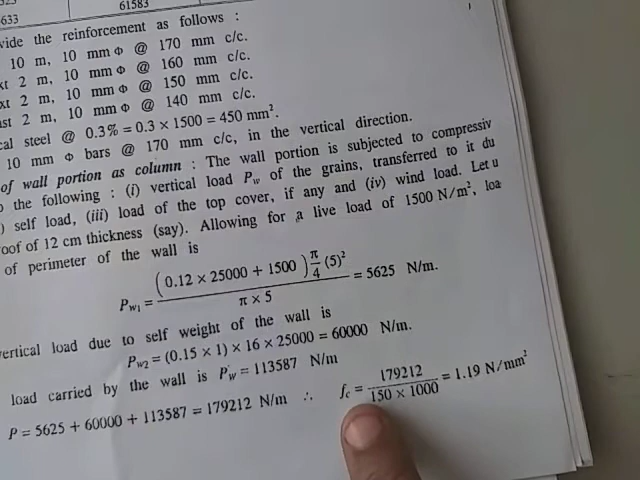 61583
633
vide the reinforcement as follows :
10 m, 10 mm Φ @ 170 mm c/c.
xt 2 m, 10 mm Φ @ 160 mm c/c.
xt 2 m, 10 mm Φ @ 150 mm c/c.
ast 2 m, 10 mm Φ @ 140 mm c/c.
cal steel @ 0.3% = 0.3 × 1500 = 450 mm².
10 mm Φ bars @ 170 mm c/c, in the vertical direction.
of wall portion as column : The wall portion is subjected to compressiv
o the following : (i) vertical load P_w of the grains, transferred to it du
) self load, (iii) load of the top cover, if any and (iv) wind load. Let u
oof of 12 cm thickness (say). Allowing for a live load of 1500 N/m², loa
of perimeter of the wall is
P_w1 = (0.12 × 25000 + 1500) π/4 (5)² / π × 5 = 5625 N/m.
vertical load due to self weight of the wall is
P_w2 = (0.15 × 1) × 16 × 25000 = 60000 N/m.
load carried by the wall is P_w = 113587 N/m
P = 5625 + 60000 + 113587 = 179212 N/m ∴ f_c = 179212 / 150 × 1000 = 1.19 N/mm²